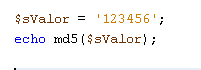 $sValor = '123456';
echo md5($sValor);